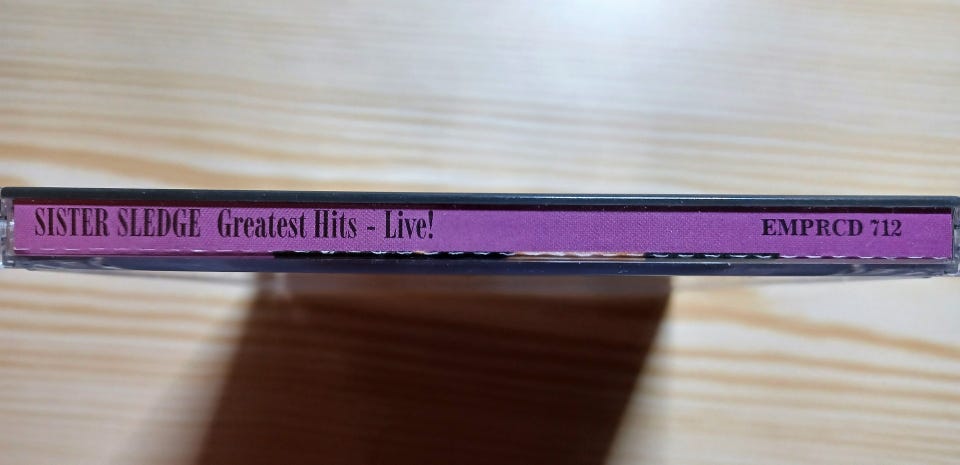 SISTER SLEDGE Greatest Hits - Live! EMPRCD 712